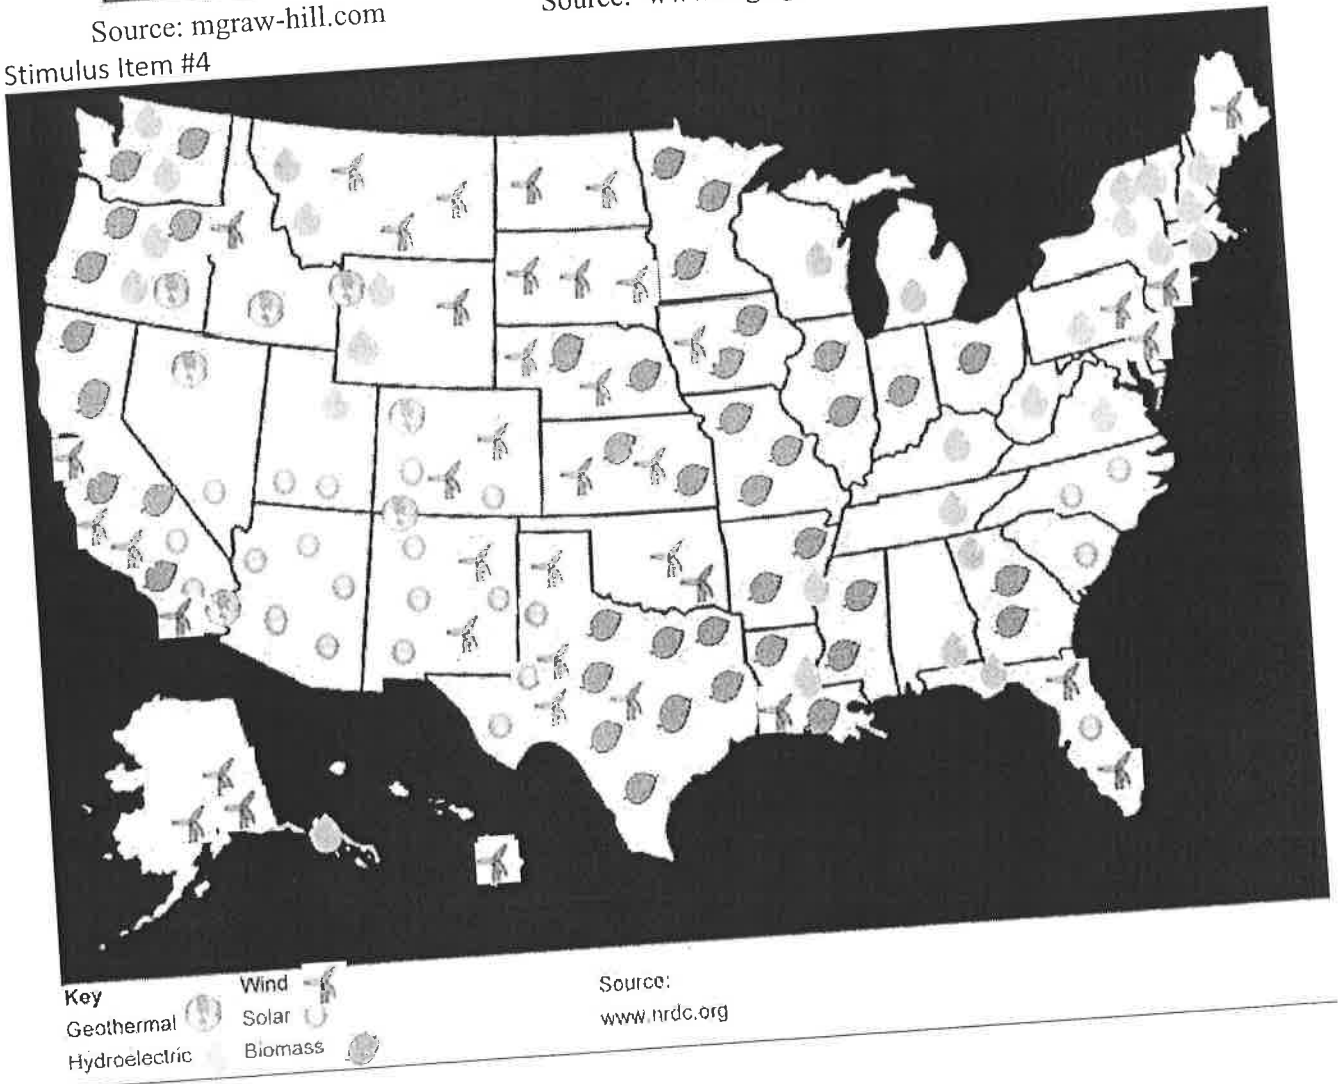 Source: mgraw-hill.com
Source:
Stimulus Item #4
Key
Geothermal
Hydroelectric
Wind
Solar
Biomass
Source:
www.nrdc.org